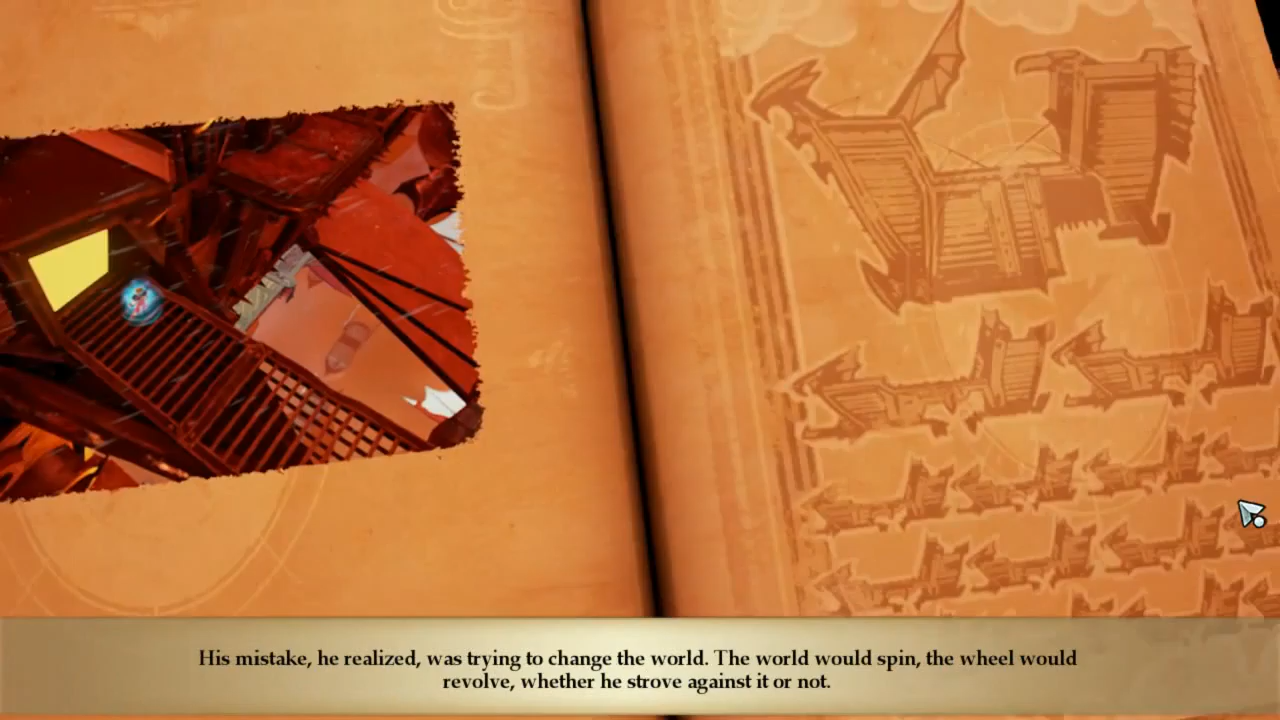 His mistake, he realized, was trying to change the world. The world would spin, the wheel would
revolve, whether he strove against it or not.